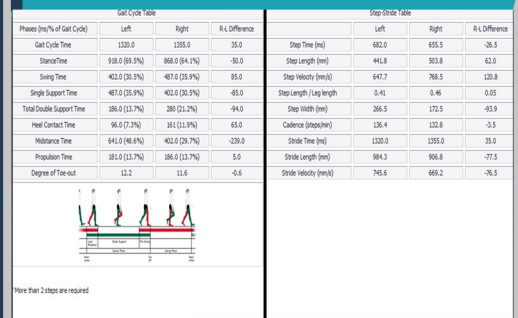 Gait Cycle Table
Phases (ms/% of Gait Cycle) Left Right R-L Difference
Gait Cycle Time 1320.0 1355.0 35.0
StanceTime 918.0 (69.5%) 868.0 (64.1%) -50.0
Swing Time 402.0 (30.5%) 487.0 (35.9%) 85.0
Single Support Time 487.0 (35.9%) 402.0 (30.5%) -85.0
Total Double Support Time 186.0 (13.7%) 280 (21.2%) -94.0
Heel Contact Time 96.0 (7.3%) 161 (11.9%) 65.0
Midstance Time 641.0 (48.6%) 402.0 (29.7%) -239.0
Propulsion Time 181.0 (13.7%) 186.0 (13.7%) 5.0
Degree of Toe-out 12.2 11.6 -0.6
*More than 2 steps are required
Step-Stride Table
Left Right R-L Difference
Step Time (ms) 682.0 655.5 -26.5
Step Length (mm) 441.8 503.8 62.0
Step Velocity (mm/s) 647.7 768.5 120.8
Step Length / Leg length 0.41 0.46 0.05
Step Width (mm) 266.5 172.5 -93.9
Cadence (steps/min) 136.4 132.8 -3.5
Stride Time (ms) 1320.0 1355.0 35.0
Stride Length (mm) 984.3 906.8 -77.5
Stride Velocity (mm/s) 745.6 669.2 -76.5